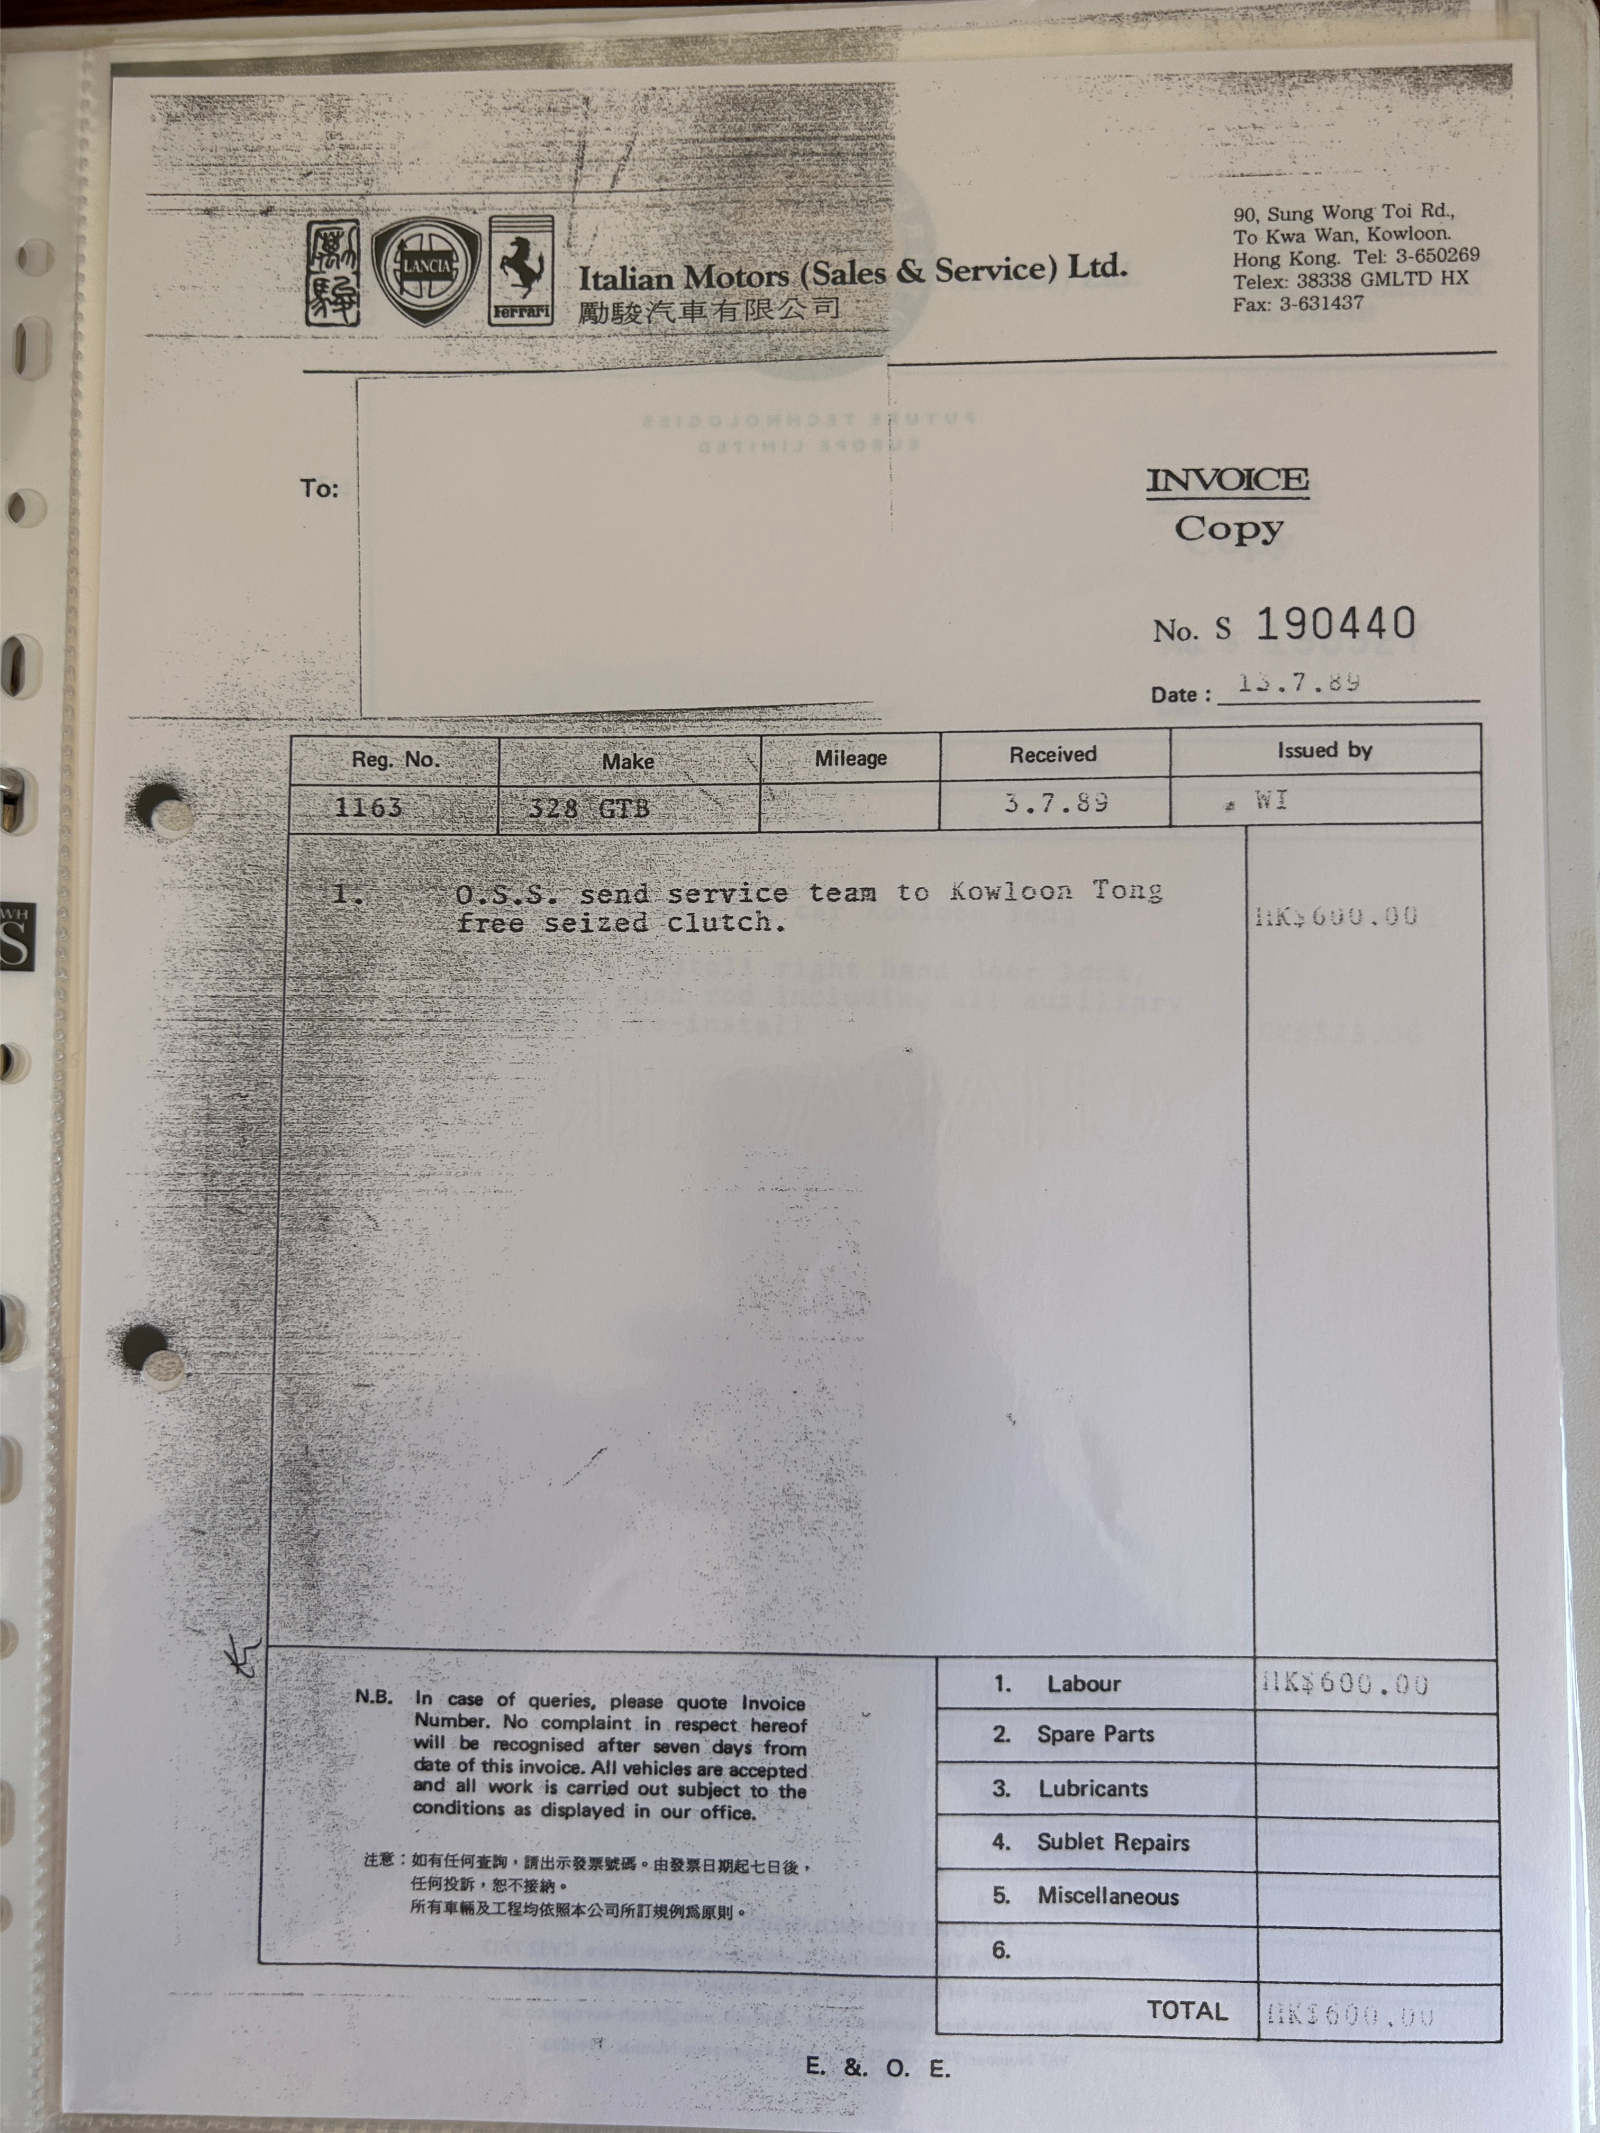 LANCIA
Ferrari
Italian Motors (Sales & Service) Ltd.
勵駿汽車有限公司
90, Sung Wong Toi Rd.,
To Kwa Wan, Kowloon.
Hong Kong. Tel: 3-650269
Telex: 38338 GMLTD HX
Fax: 3-631437
To:
INVOICE
Copy
No. S 190440
Date : 13.7.89
Reg. No. Make Mileage Received Issued by
1163 328 GTB 3.7.89 WI
1. O.S.S. send service team to Kowloon Tong
free seized clutch.
HK$600.00
N.B. In case of queries, please quote Invoice
Number. No complaint in respect hereof
will be recognised after seven days from
date of this invoice. All vehicles are accepted
and all work is carried out subject to the
conditions as displayed in our office.
注意：如有任何查詢，請出示發票號碼。由發票日期起七日後，
任何投訴，恕不接納。
所有車輛及工程均依照本公司所訂規例爲原則。
1. Labour HK$600.00
2. Spare Parts
3. Lubricants
4. Sublet Repairs
5. Miscellaneous
6.
TOTAL HK$600.00
E. &. O. E.